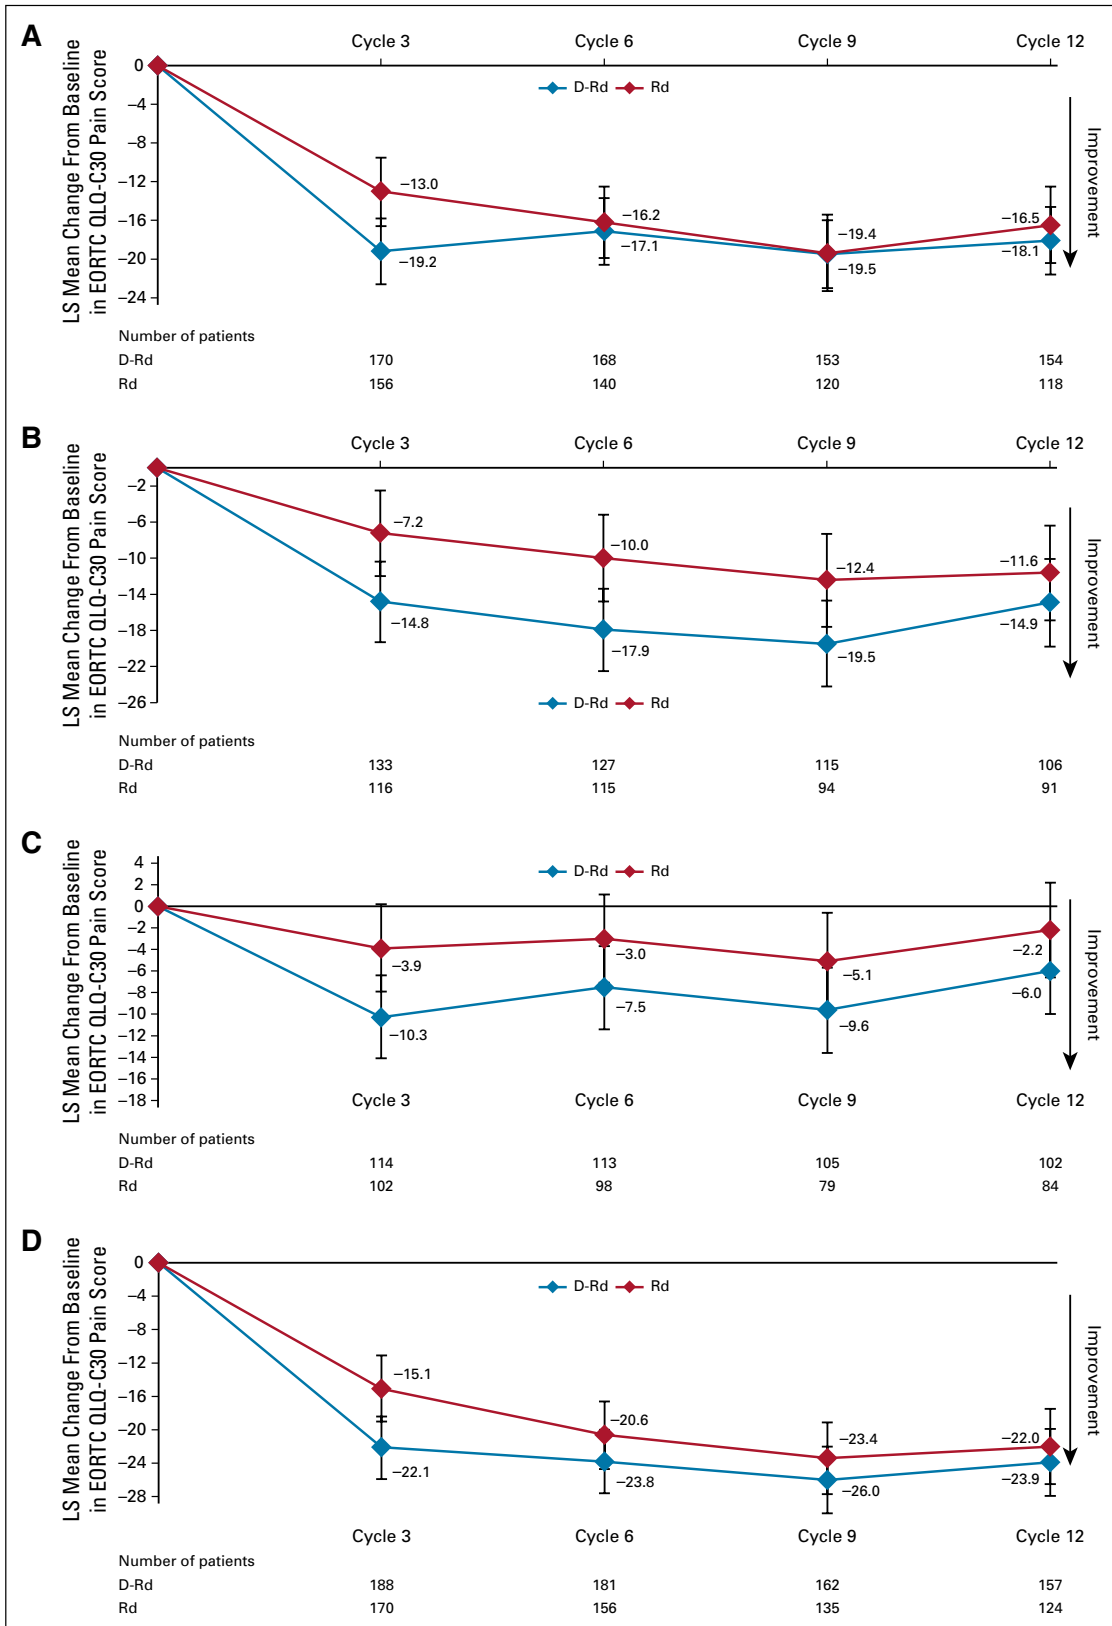 A
LS Mean Change From Baseline
in EORTC QLQ-C30 Pain Score
Cycle 3 Cycle 6 Cycle 9 Cycle 12
D-Rd Rd
0
−4
−8
−12
−16
−20
−24
−13.0
−19.2
−16.2
−17.1
−19.4
−19.5
−16.5
−18.1
Improvement
Number of patients
D-Rd 170 168 153 154
Rd 156 140 120 118
B
LS Mean Change From Baseline
in EORTC QLQ-C30 Pain Score
Cycle 3 Cycle 6 Cycle 9 Cycle 12
−2
−6
−10
−14
−18
−22
−26
−7.2
−14.8
−10.0
−17.9
−12.4
−19.5
−11.6
−14.9
Improvement
D-Rd Rd
Number of patients
D-Rd 133 127 115 106
Rd 116 115 94 91
C
LS Mean Change From Baseline
in EORTC QLQ-C30 Pain Score
D-Rd Rd
4
2
0
−2
−4
−6
−8
−10
−12
−14
−16
−18
−3.9
−10.3
−3.0
−7.5
−5.1
−9.6
−2.2
−6.0
Improvement
Cycle 3 Cycle 6 Cycle 9 Cycle 12
Number of patients
D-Rd 114 113 105 102
Rd 102 98 79 84
D
LS Mean Change From Baseline
in EORTC QLQ-C30 Pain Score
D-Rd Rd
0
−4
−8
−12
−16
−20
−24
−28
−15.1
−22.1
−20.6
−23.8
−23.4
−26.0
−22.0
−23.9
Improvement
Cycle 3 Cycle 6 Cycle 9 Cycle 12
Number of patients
D-Rd 188 181 162 157
Rd 170 156 135 124